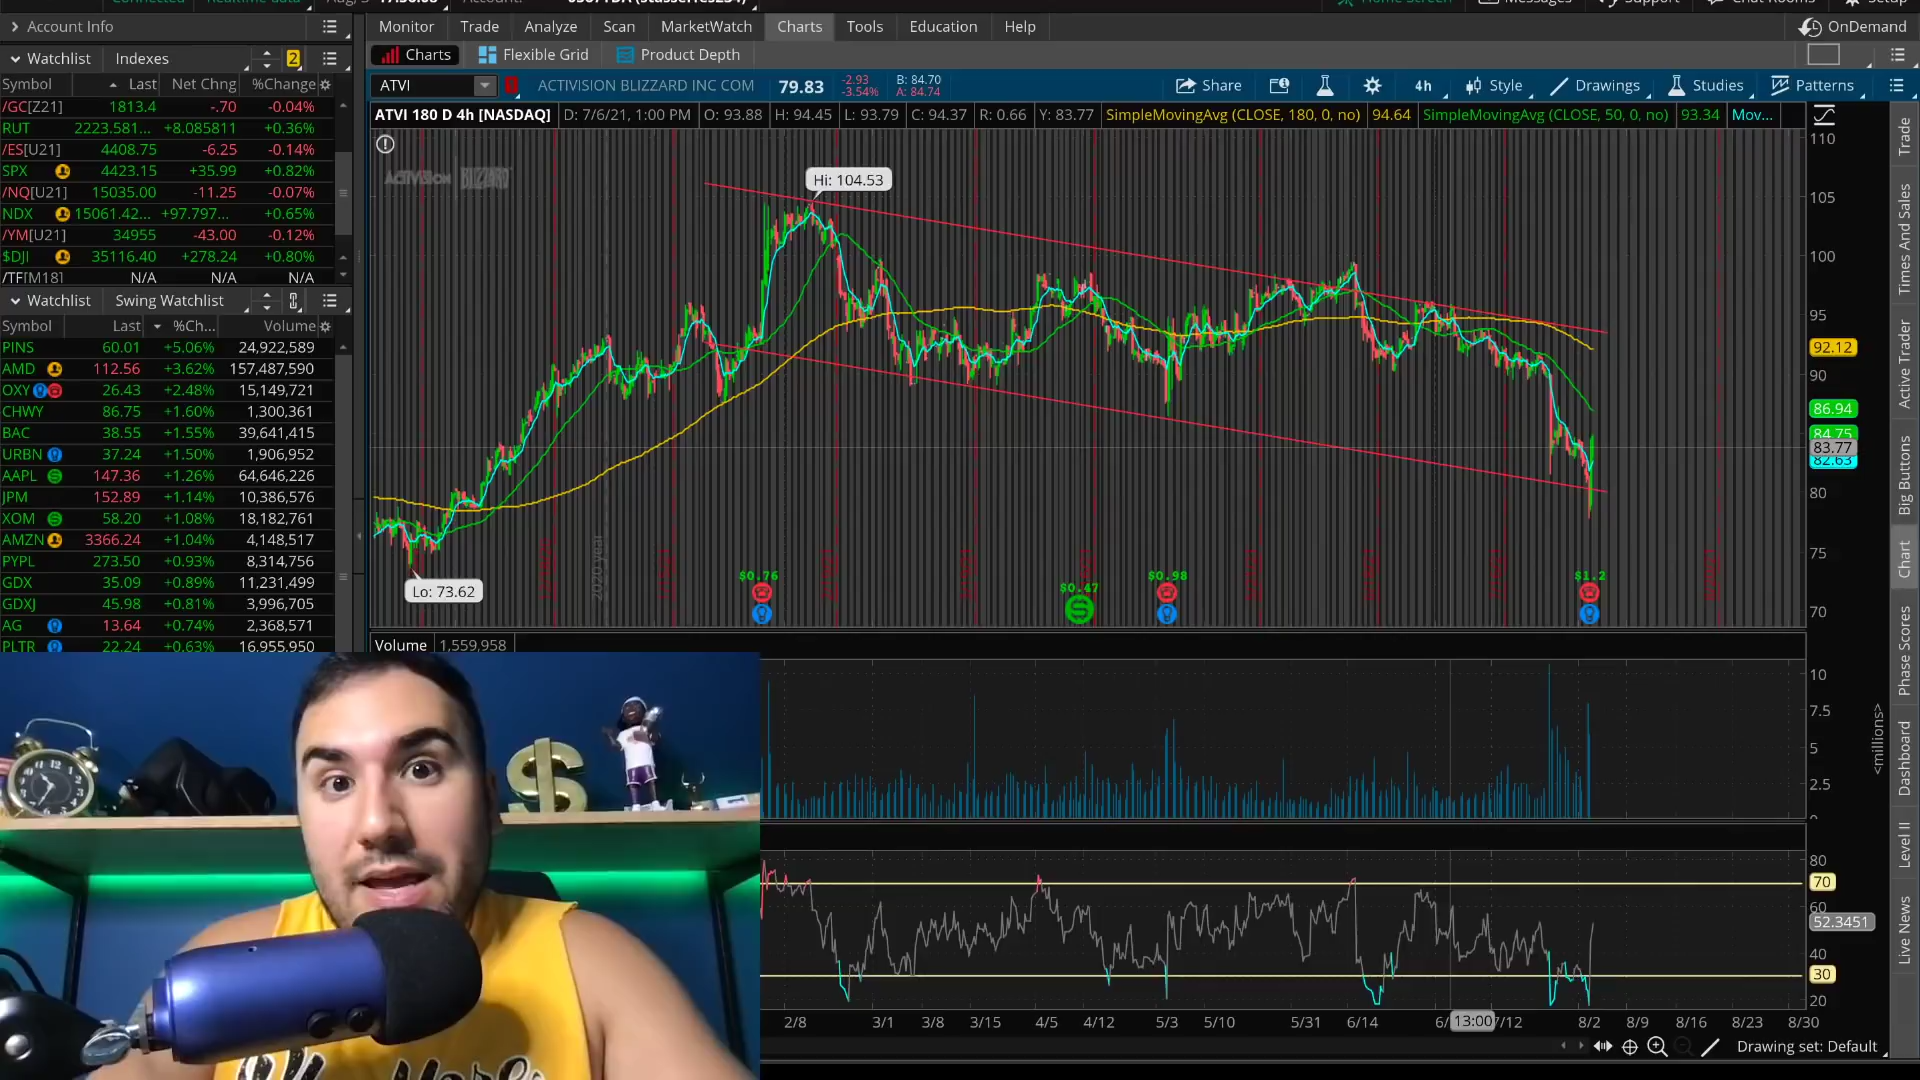 Account Info
Monitor Trade Analyze Scan MarketWatch Charts Tools Education Help
OnDemand
Watchlist Indexes 2
Charts Flexible Grid Product Depth
Symbol Last Net Chng %Change
ATVI ACTIVISION BLIZZARD INC COM 79.83 -2.93 -3.54% B: 84.70 A: 84.74 Share 4h Style Drawings Studies Patterns
/GC[Z21] 1813.4 -.70 -0.04%
RUT 2223.581... +8.085811 +0.36%
/ES[U21] 4408.75 -6.25 -0.14%
SPX 4423.15 +35.99 +0.82%
/NQ[U21] 15035.00 -11.25 -0.07%
NDX 15061.42... +97.797... +0.65%
/YM[U21] 34955 -43.00 -0.12%
$DJI 35116.40 +278.24 +0.80%
/TF[M18] N/A N/A N/A
ATVI 180 D 4h [NASDAQ] D: 7/6/21, 1:00 PM O: 93.88 H: 94.45 L: 93.79 C: 94.37 R: 0.66 Y: 83.77 SimpleMovingAvg (CLOSE, 180, 0, no) 94.64 SimpleMovingAvg (CLOSE, 50, 0, no) 93.34 Mov...
ACTIVISION BLIZZARD
Hi: 104.53
Lo: 73.62
110
105
100
95
92.12
90
86.94
84.75
83.77
82.63
80
75
70
2020 year
$0.76
$0.47
$0.98
$1.2
Watchlist Swing Watchlist
Symbol Last %Ch... Volume
PINS 60.01 +5.06% 24,922,589
AMD 112.56 +3.62% 157,487,590
OXY 26.43 +2.48% 15,149,721
CHWY 86.75 +1.60% 1,300,361
BAC 38.55 +1.55% 39,641,415
URBN 37.24 +1.50% 1,906,952
AAPL 147.36 +1.26% 64,646,226
JPM 152.89 +1.14% 10,386,576
XOM 58.20 +1.08% 18,182,761
AMZN 3366.24 +1.04% 4,148,517
PYPL 273.50 +0.93% 8,314,756
GDX 35.09 +0.89% 11,231,499
GDXJ 45.98 +0.81% 3,996,705
AG 13.64 +0.74% 2,368,571
PLTR 22.24 +0.63% 16,955,950
Volume 1,559,958
10
7.5
5
2.5
<millions>
80
70
60
52.3451
40
30
20
2/8 3/1 3/8 3/15 4/5 4/12 5/3 5/10 5/31 6/14 6/ 13:00 7/12 8/2 8/9 8/16 8/23 8/30
Drawing set: Default
Trade
Times And Sales
Active Trader
Big Buttons
Chart
Phase Scores
Dashboard
Level II
Live News